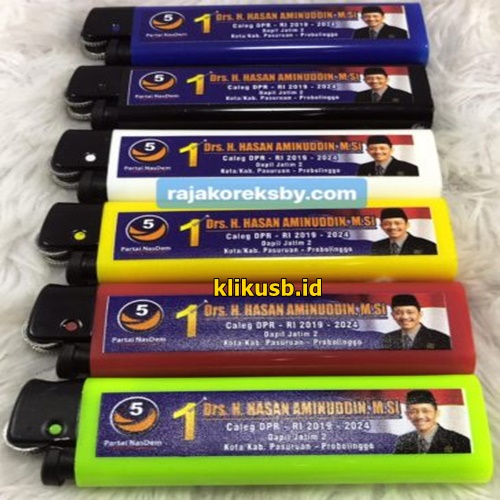 5
Partai NasDem
1 Drs. H. HASAN AMINUDDIN, M.Si
Caleg DPR - RI 2019 - 2024
Dapil Jatim 2
Kota/Kab. Pasuruan - Probolinggo
5
Partai NasDem
1 Drs. H. HASAN AMINUDDIN, M.Si
Caleg DPR - RI 2019 - 2024
Dapil Jatim 2
Kota/Kab. Pasuruan - Probolinggo
5
Partai NasDem
1 Drs. H. HASAN AMINUDDIN, M.Si
Caleg DPR - RI 2019 - 2024
rajakoreksby.com
5
Partai NasDem
1 Drs. H. HASAN AMINUDDIN, M.Si
Caleg DPR - RI 2019 - 2024
Dapil Jatim 2
Kota/Kab. Pasuruan - Probolinggo
klikusb.id
5
Partai NasDem
1 Drs. H. HASAN AMINUDDIN, M.Si
Caleg DPR - RI 2019 - 2024
Dapil Jatim 2
Kota/Kab. Pasuruan - Probolinggo
5
Partai NasDem
1 Drs. H. HASAN AMINUDDIN, M.Si
Caleg DPR - RI 2019 - 2024
Dapil Jatim 2
Kota/Kab. Pasuruan - Probolinggo